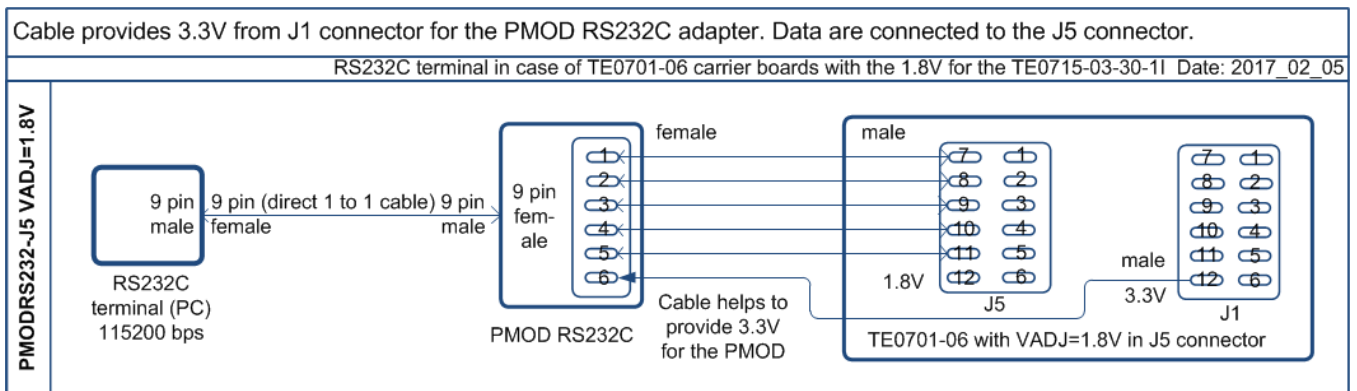 Cable provides 3.3V from J1 connector for the PMOD RS232C adapter. Data are connected to the J5 connector.
RS232C terminal in case of TE0701-06 carrier boards with the 1.8V for the TE0715-03-30-1I Date: 2017_02_05
PMODRS232-J5 VADJ=1.8V
9 pin
male
RS232C
terminal (PC)
115200 bps
9 pin (direct 1 to 1 cable) 9 pin
female male
9 pin
fem-
ale
1
2
3
4
5
6
PMOD RS232C
female
Cable helps to
provide 3.3V
for the PMOD
male
7 1
8 2
9 3
10 4
11 5
12 6
1.8V
J5
male
3.3V
7 1
8 2
9 3
10 4
11 5
12 6
J1
TE0701-06 with VADJ=1.8V in J5 connector